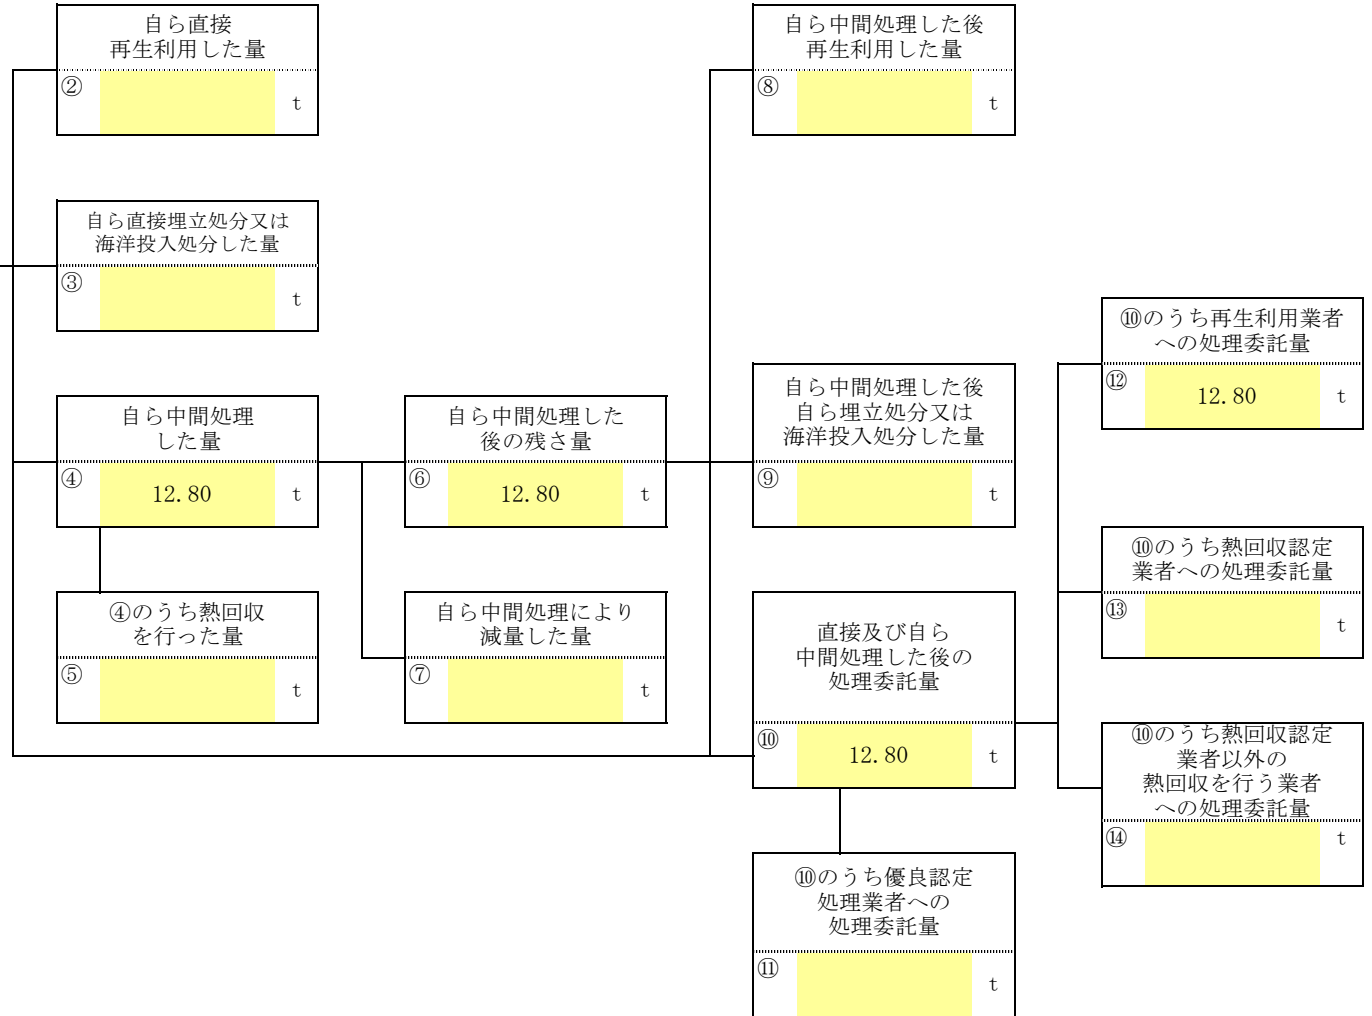 自ら直接
再生利用した量
②
t
自ら中間処理した後
再生利用した量
⑧
t
自ら直接埋立処分又は
海洋投入処分した量
③
t
⑩のうち再生利用業者
への処理委託量
⑫ 12.80 t
自ら中間処理
した量
④ 12.80 t
自ら中間処理した
後の残さ量
⑥ 12.80 t
自ら中間処理した後
自ら埋立処分又は
海洋投入処分した量
⑨
t
⑩のうち熱回収認定
業者への処理委託量
⑬
t
④のうち熱回収
を行った量
⑤
t
自ら中間処理により
減量した量
⑦
t
直接及び自ら
中間処理した後の
処理委託量
⑩ 12.80 t
⑩のうち熱回収認定
業者以外の
熱回収を行う業者
への処理委託量
⑭ t
⑩のうち優良認定
処理業者への
処理委託量
⑪
t